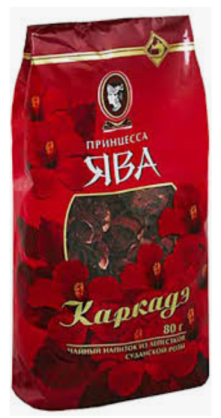 ПРИНЦЕССА
ЯВА
Каркадэ
80 г
ЧАЙНЫЙ НАПИТОК ИЗ ЛЕПЕСТКОВ
СУДАНСКОЙ РОЗЫ